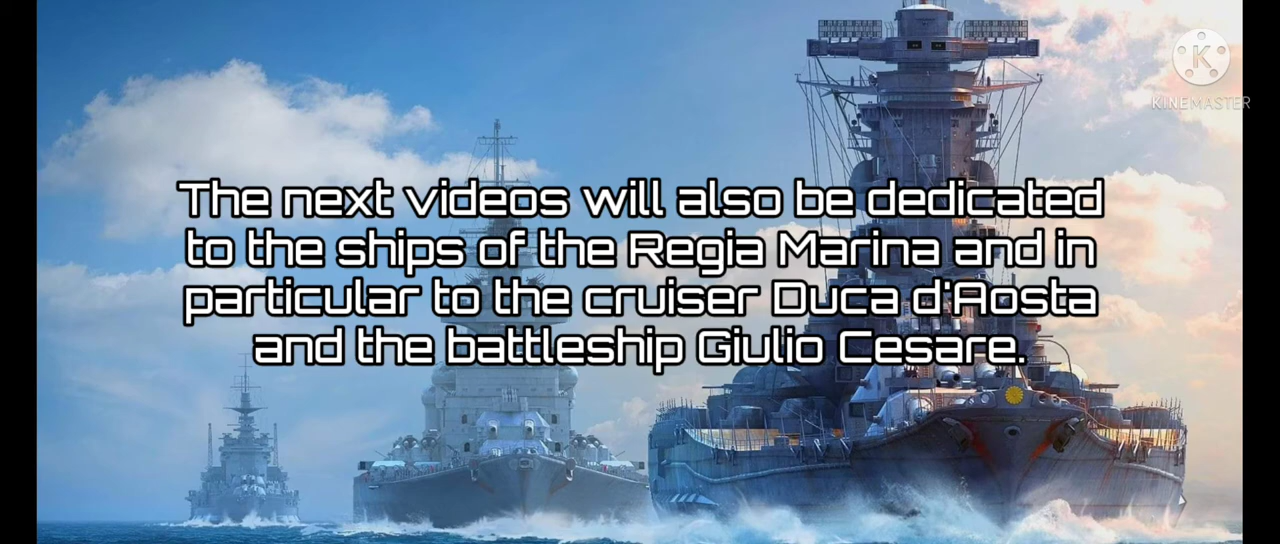 K
KINEMASTER
The next videos will also be dedicated
to the ships of the Regia Marina and in
particular to the cruiser Duca d'Aosta
and the battleship Giulio Cesare.